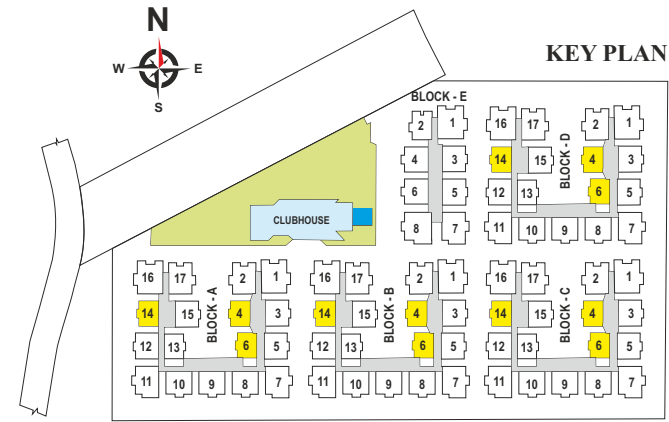 N
W E
S
KEY PLAN
BLOCK - E
2 1
4 3
6 5
8 7
16 17 2 1
14 15 BLOCK - D 4 3
12 13 6 5
11 10 9 8 7
CLUBHOUSE
16 17 2 1
14 15 BLOCK - A 4 3
12 13 6 5
11 10 9 8 7
16 17 2 1
14 15 BLOCK - B 4 3
12 13 6 5
11 10 9 8 7
16 17 2 1
14 15 BLOCK - C 4 3
12 13 6 5
11 10 9 8 7